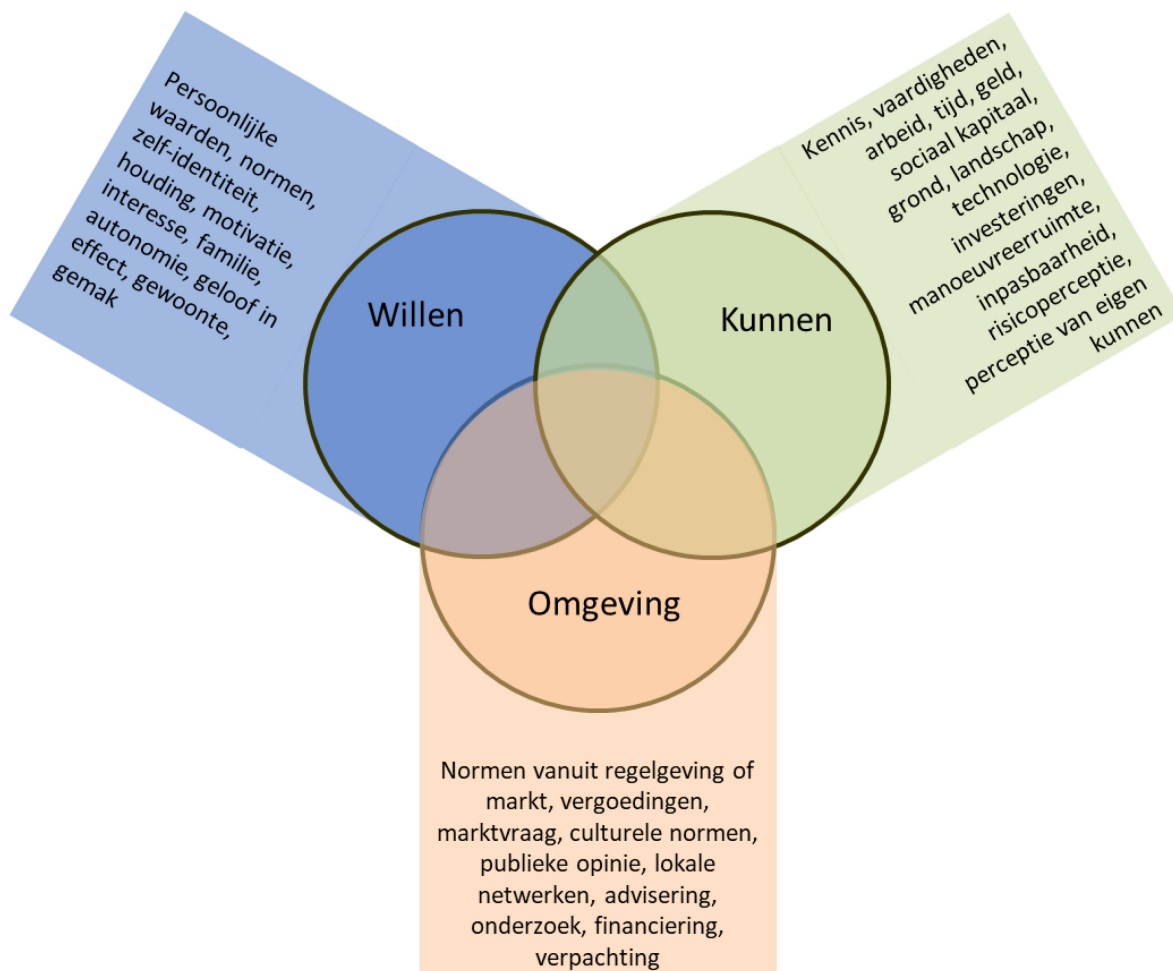 Persoonlijke
waarden, normen,
zelf-identiteit,
houding, motivatie,
interesse, familie,
autonomie, geloof in
effect, gewoonte,
gemak
Kennis, vaardigheden,
arbeid, tijd, geld,
sociaal kapitaal,
grond, landschap,
technologie,
investeringen,
manoeuvreerruimte,
inpasbaarheid,
risicoperceptie,
perceptie van eigen
kunnen
Willen
Kunnen
Omgeving
Normen vanuit regelgeving of
markt, vergoedingen,
marktvraag, culturele normen,
publieke opinie, lokale
netwerken, advisering,
onderzoek, financiering,
verpachting